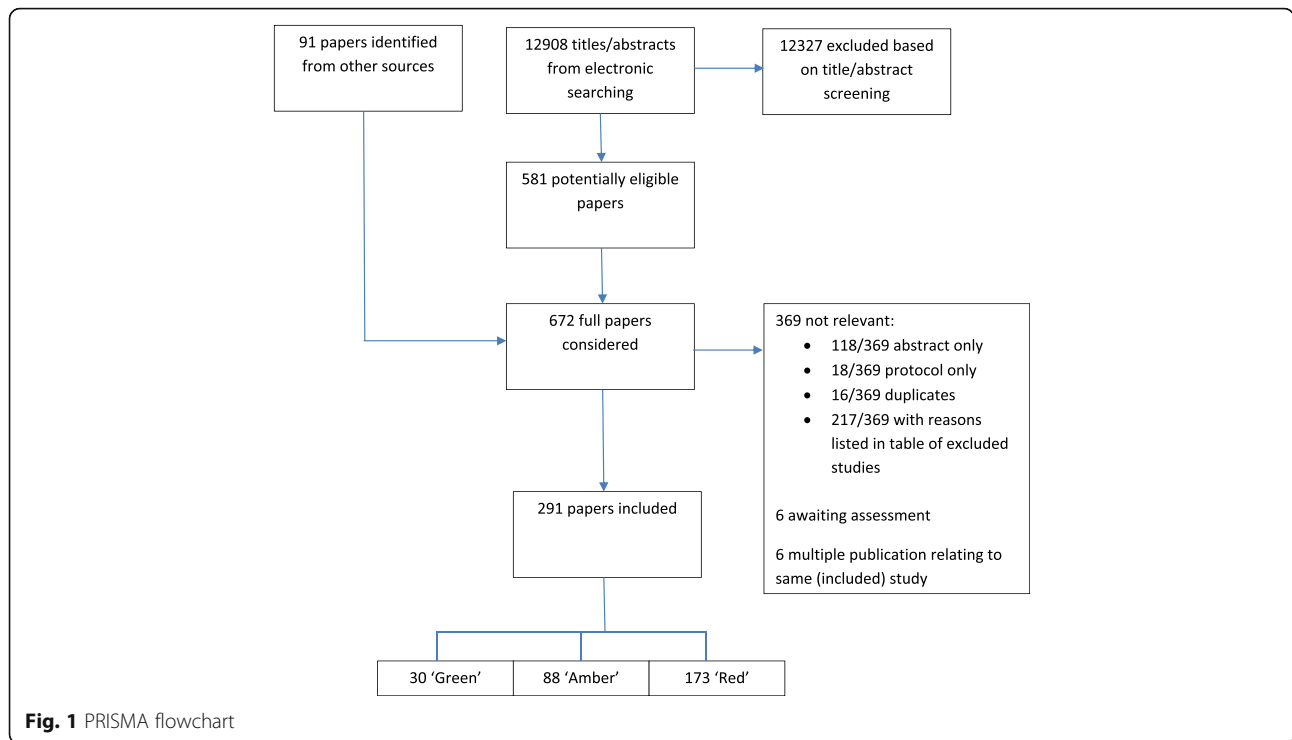 91 papers identified
from other sources
12908 titles/abstracts
from electronic
searching
12327 excluded based
on title/abstract
screening
581 potentially eligible
papers
672 full papers
considered
369 not relevant:
• 118/369 abstract only
• 18/369 protocol only
• 16/369 duplicates
• 217/369 with reasons
listed in table of excluded
studies
6 awaiting assessment
6 multiple publication relating to
same (included) study
291 papers included
30 ‘Green’
88 ‘Amber’
173 ‘Red’
Fig. 1 PRISMA flowchart